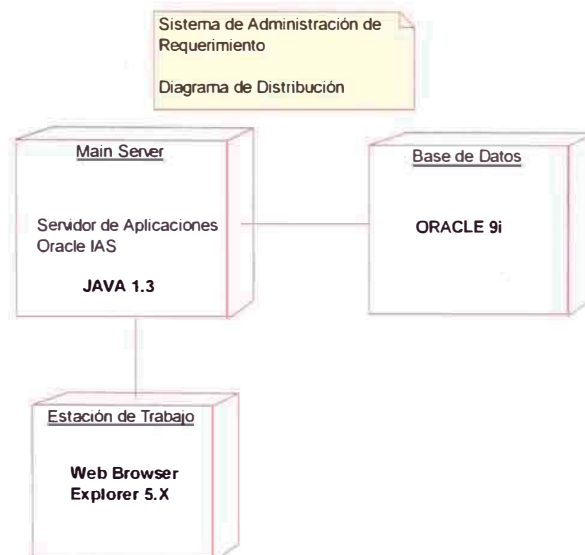 Sistema de Administración de
Requerimiento
Diagrama de Distribución
Main Server
Servidor de Aplicaciones
Oracle IAS
JAVA 1.3
Base de Datos
ORACLE 9i
Estación de Trabajo
Web Browser
Explorer 5.X